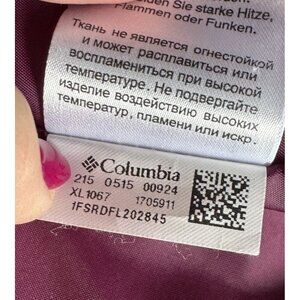 den Sie starke Hitze,
Flammen oder Funken.
Ткань не является огнестойкой
и может расплавиться или
воспламениться при высокой
температуре. Не подвергайте
изделие воздействию высоких
температур, пламени или искр.
Columbia
215 0515 00924
XL1067 1705911
1FSRDFL202845